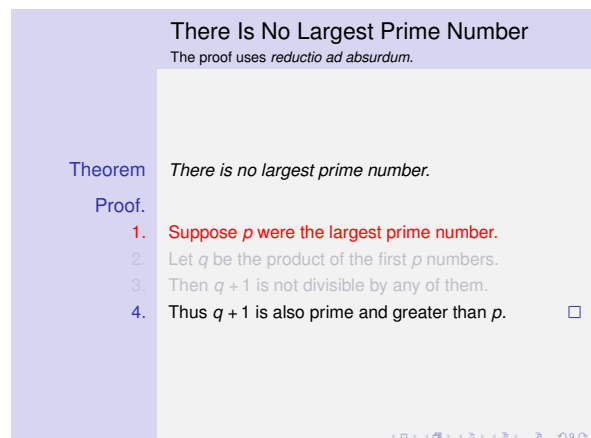 There Is No Largest Prime Number
The proof uses reductio ad absurdum.
Theorem There is no largest prime number.
Proof.
1. Suppose p were the largest prime number.
2. Let q be the product of the first p numbers.
3. Then q + 1 is not divisible by any of them.
4. Thus q + 1 is also prime and greater than p. □